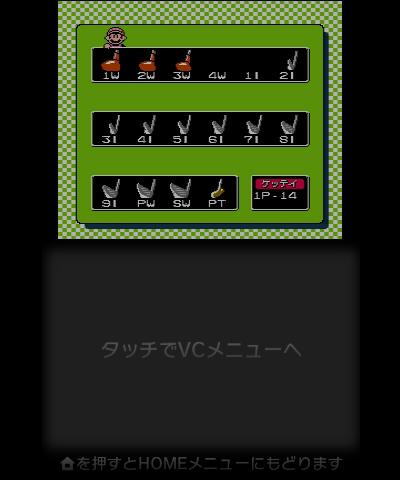 1W 2W 3W 4W 1I 2I
3I 4I 5I 6I 7I 8I
9I PW SW PT
ケッテイ
1P-14
タッチでVCメニューへ
を押すとHOMEメニューにもどります